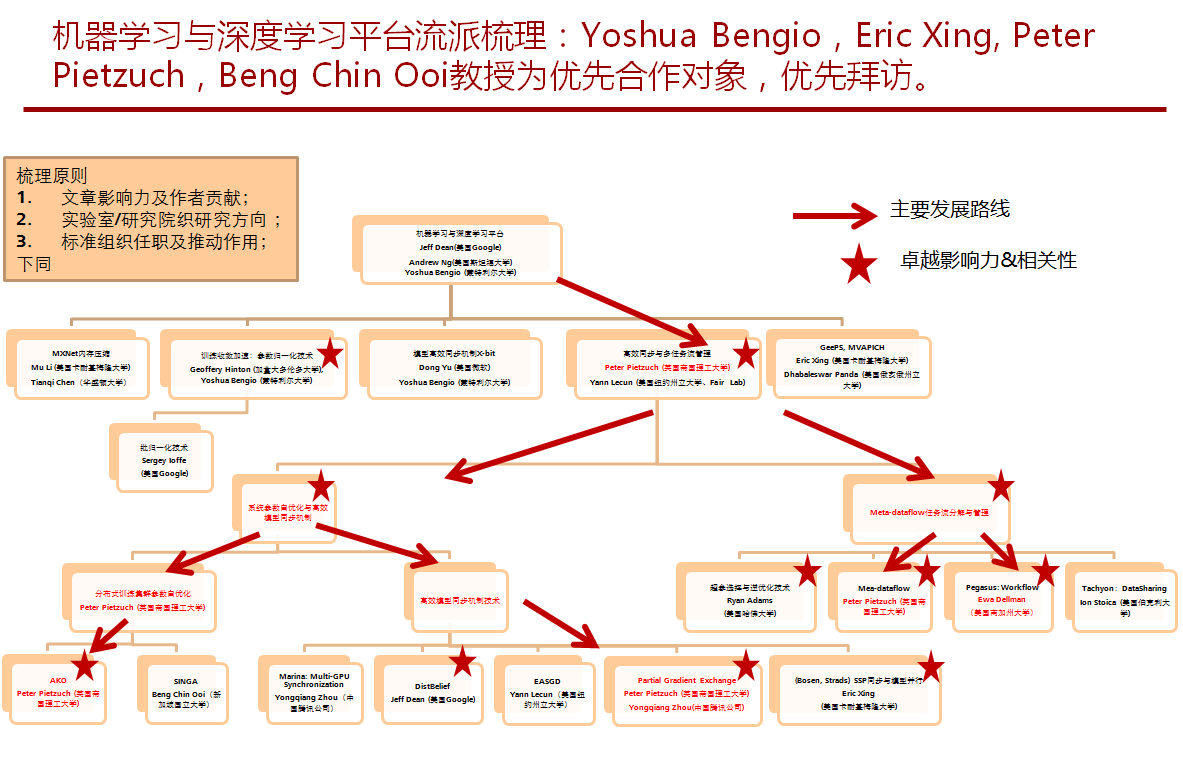 机器学习与深度学习平台流派梳理：Yoshua Bengio，Eric Xing, Peter
Pietzuch，Beng Chin Ooi教授为优先合作对象，优先拜访。
梳理原则
1. 文章影响力及作者贡献；
2. 实验室/研究院织研究方向；
3. 标准组织任职及推动作用；
下同
主要发展路线
卓越影响力&相关性
机器学习与深度学习平台
Jeff Dean(美国Google)
Andrew Ng(美国斯坦福大学)
Yoshua Bengio (蒙特利尔大学)
MXNet内存压缩
Mu Li (美国卡耐基梅隆大学)
Tianqi Chen（华盛顿大学）
训练收敛加速：参数归一化技术
Geoffery Hinton (加拿大多伦多大学),
Yoshua Bengio (蒙特利尔大学)
模型高效同步机制X-bit
Dong Yu (美国微软)
Yoshua Bengio (蒙特利尔大学)
高效同步与多任务流管理
Peter Pietzuch (英国帝国理工大学)
Yann Lecun (美国纽约州立大学、Fair Lab)
GeePS, MVAPICH
Eric Xing (美国卡耐基梅隆大学)
Dhabaleswar Panda (美国俄亥俄州立
大学)
批归一化技术
Sergey Ioffe
(美国Google)
系统参数自优化与高效
模型同步机制
Meta-dataflow任务流分解与管理
分布式训练集群参数自优化
Peter Pietzuch (英国帝国理工大学)
高效模型同步机制技术
超参选择与逆优化技术
Ryan Adams
(美国哈佛大学)
Mea-dataflow
Peter Pietzuch (英国帝
国理工大学)
Pegasus: Workflow
Ewa Dellman
（美国南加州大学）
Tachyon：DataSharing
Ion Stoica (美国伯克利大
学)
AKO
Peter Pietzuch (英国帝
国理工大学)
SINGA
Beng Chin Ooi（新
加坡国立大学）
Marina: Multi-GPU
Synchronization
Yongqiang Zhou（中
国腾讯公司）
DistBelief
Jeff Dean (美国Google)
EASGD
Yann Lecun（美国纽
约州立大学）
Partial Gradient Exchange
Peter Pietzuch (英国帝国理工大学)
Yongqiang Zhou(中国腾讯公司)
(Bosen, Strads) SSP同步与模型并行
Eric Xing
(美国卡耐基梅隆大学)